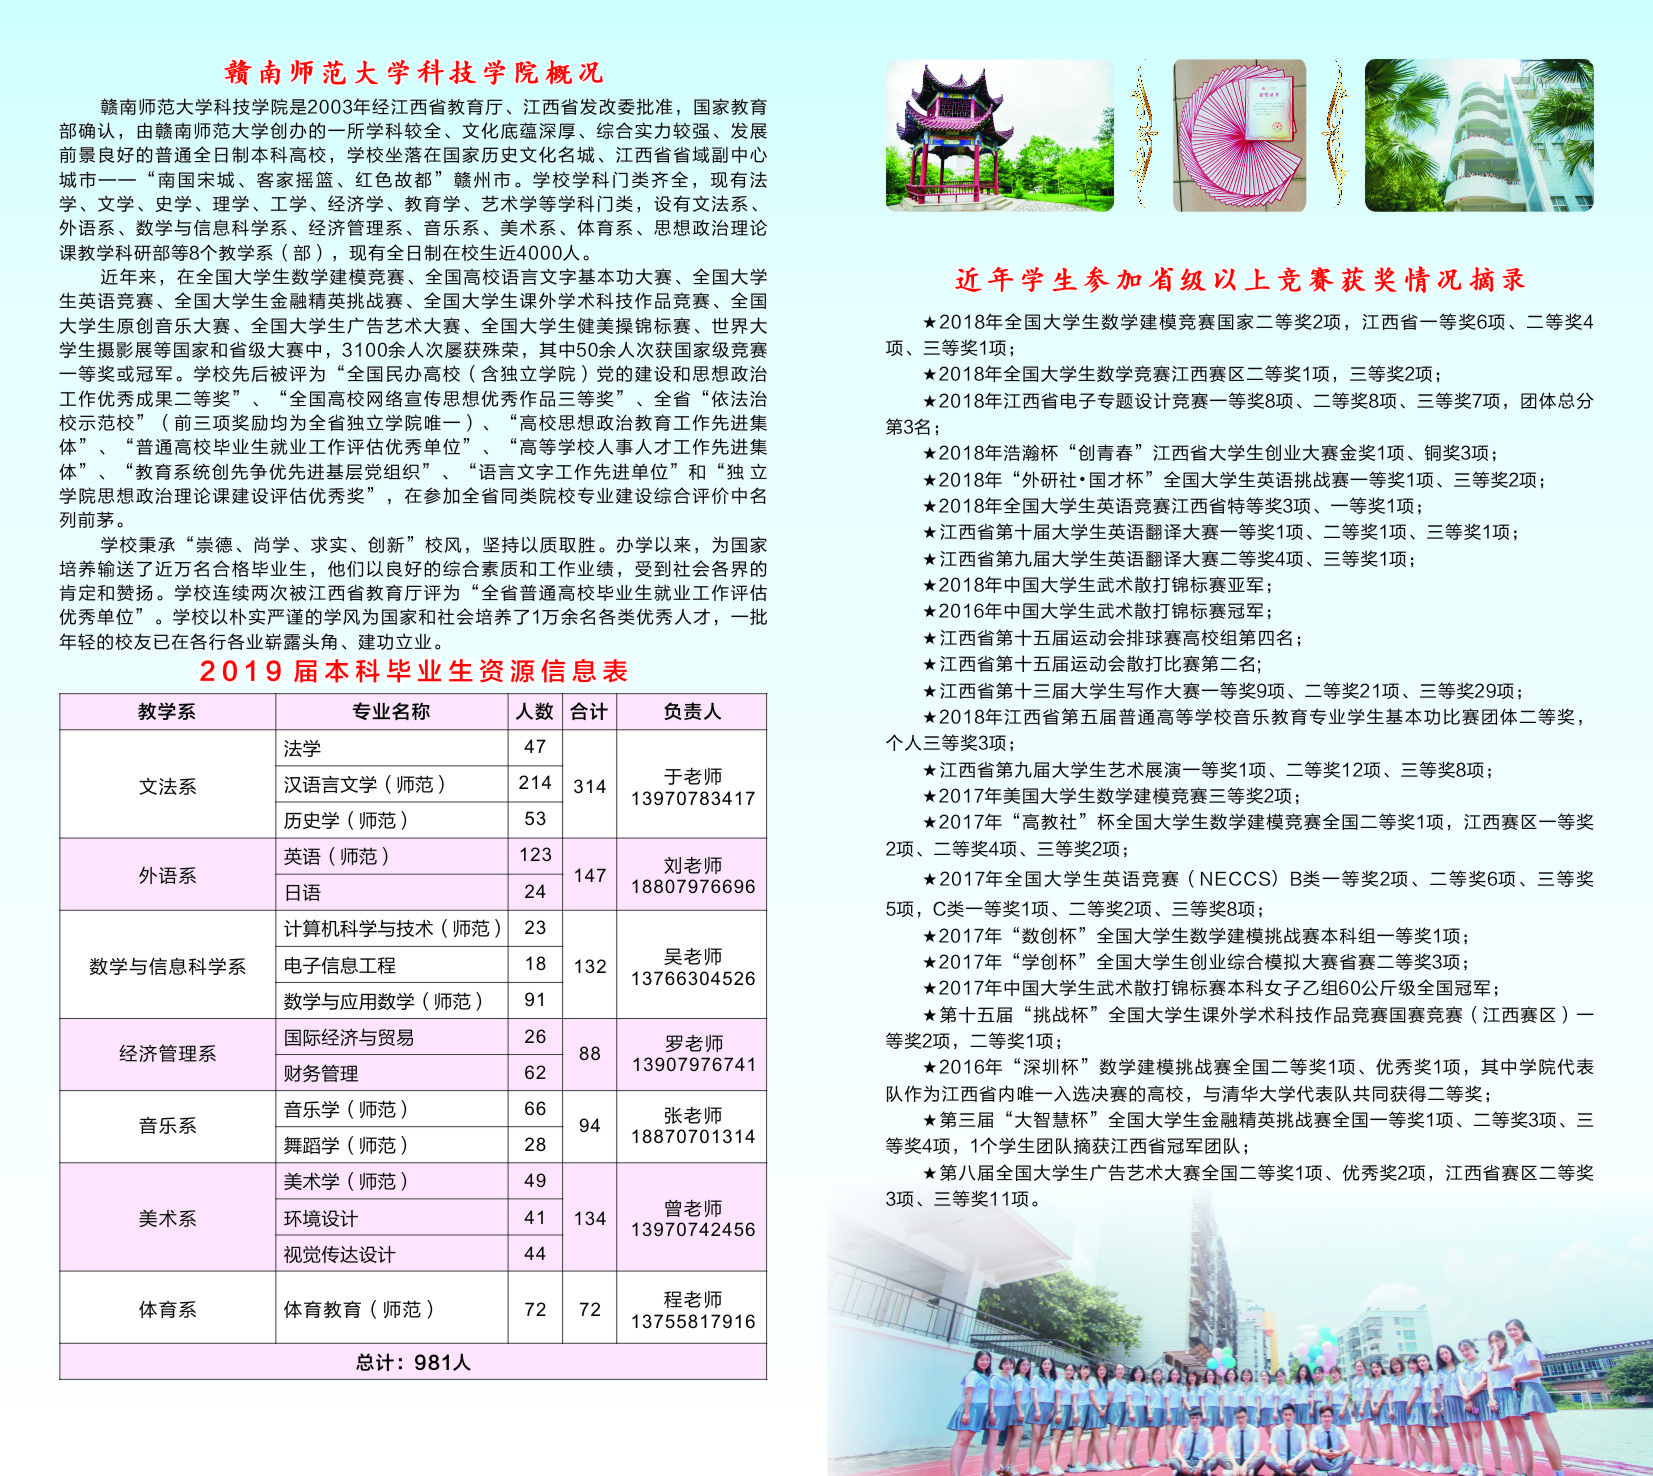 赣南师范大学科技学院概况
赣南师范大学科技学院是2003年经江西省教育厅、江西省发改委批准，国家教育
部确认，由赣南师范大学创办的一所学科较全、文化底蕴深厚、综合实力较强、发展
前景良好的普通全日制本科高校，学校坐落在国家历史文化名城、江西省省域副中心
城市——“南国宋城、客家摇篮、红色故都”赣州市。学校学科门类齐全，现有法
学、文学、史学、理学、工学、经济学、教育学、艺术学等学科门类，设有文法系、
外语系、数学与信息科学系、经济管理系、音乐系、美术系、体育系、思想政治理论
课教学科研部等8个教学系（部），现有全日制在校生近4000人。
近年来，在全国大学生数学建模竞赛、全国高校语言文字基本功大赛、全国大学
生英语竞赛、全国大学生金融精英挑战赛、全国大学生课外学术科技作品竞赛、全国
大学生原创音乐大赛、全国大学生广告艺术大赛、全国大学生健美操锦标赛、世界大
学生摄影展等国家和省级大赛中，3100余人次屡获殊荣，其中50余人次获国家级竞赛
一等奖或冠军。学校先后被评为“全国民办高校（含独立学院）党的建设和思想政治
工作优秀成果二等奖”、“全国高校网络宣传思想优秀作品三等奖”、全省“依法治
校示范校”（前三项奖励均为全省独立学院唯一）、“高校思想政治教育工作先进集
体”、“普通高校毕业生就业工作评估优秀单位”、“高等学校人事人才工作先进集
体”、“教育系统创先争优先进基层党组织”、“语言文字工作先进单位”和“独 立
学院思想政治理论课建设评估优秀奖”，在参加全省同类院校专业建设综合评价中名
列前茅。
学校秉承“崇德、尚学、求实、创新”校风，坚持以质取胜。办学以来，为国家
培养输送了近万名合格毕业生，他们以良好的综合素质和工作业绩，受到社会各界的
肯定和赞扬。学校连续两次被江西省教育厅评为“全省普通高校毕业生就业工作评估
优秀单位”。学校以朴实严谨的学风为国家和社会培养了1万余名各类优秀人才，一批
年轻的校友已在各行各业崭露头角、建功立业。
2019届本科毕业生资源信息表
教学系 专业名称 人数 合计 负责人
文法系 法学 47 314 于老师 13970783417
汉语言文学（师范） 214
历史学（师范） 53
外语系 英语（师范） 123 147 刘老师 18807976696
日语 24
数学与信息科学系 计算机科学与技术（师范） 23 132 吴老师 13766304526
电子信息工程 18
数学与应用数学（师范） 91
经济管理系 国际经济与贸易 26 88 罗老师 13907976741
财务管理 62
音乐系 音乐学（师范） 66 94 张老师 18870701314
舞蹈学（师范） 28
美术系 美术学（师范） 49 134 曾老师 13970742456
环境设计 41
视觉传达设计 44
体育系 体育教育（师范） 72 72 程老师 13755817916
总计：981人
近年学生参加省级以上竞赛获奖情况摘录
★2018年全国大学生数学建模竞赛国家二等奖2项，江西省一等奖6项、二等奖4
项、三等奖1项；
★2018年全国大学生数学竞赛江西赛区二等奖1项，三等奖2项；
★2018年江西省电子专题设计竞赛一等奖8项、二等奖8项、三等奖7项，团体总分
第3名；
★2018年浩瀚杯“创青春”江西省大学生创业大赛金奖1项、铜奖3项；
★2018年“外研社•国才杯”全国大学生英语挑战赛一等奖1项、三等奖2项；
★2018年全国大学生英语竞赛江西省特等奖3项、一等奖1项；
★江西省第十届大学生英语翻译大赛一等奖1项、二等奖1项、三等奖1项；
★江西省第九届大学生英语翻译大赛二等奖4项、三等奖1项；
★2018年中国大学生武术散打锦标赛亚军；
★2016年中国大学生武术散打锦标赛冠军；
★江西省第十五届运动会排球赛高校组第四名；
★江西省第十五届运动会散打比赛第二名；
★江西省第十三届大学生写作大赛一等奖9项、二等奖21项、三等奖29项；
★2018年江西省第五届普通高等学校音乐教育专业学生基本功比赛团体二等奖，
个人三等奖3项；
★江西省第九届大学生艺术展演一等奖1项、二等奖12项、三等奖8项；
★2017年美国大学生数学建模竞赛三等奖2项；
★2017年“高教社”杯全国大学生数学建模竞赛全国二等奖1项，江西赛区一等奖
2项、二等奖4项、三等奖2项；
★2017年全国大学生英语竞赛（NECCS）B类一等奖2项、二等奖6项、三等奖
5项，C类一等奖1项、二等奖2项、三等奖8项；
★2017年“数创杯”全国大学生数学建模挑战赛本科组一等奖1项；
★2017年“学创杯”全国大学生创业综合模拟大赛省赛二等奖3项；
★2017年中国大学生武术散打锦标赛本科女子乙组60公斤级全国冠军；
★第十五届“挑战杯”全国大学生课外学术科技作品竞赛国赛竞赛（江西赛区）一
等奖2项，二等奖1项；
★2016年“深圳杯”数学建模挑战赛全国二等奖1项、优秀奖1项，其中学院代表
队作为江西省内唯一入选决赛的高校，与清华大学代表队共同获得二等奖；
★第三届“大智慧杯”全国大学生金融精英挑战赛全国一等奖1项、二等奖3项、三
等奖4项，1个学生团队摘获江西省冠军团队；
★第八届全国大学生广告艺术大赛全国二等奖1项、优秀奖2项，江西省赛区二等奖
3项、三等奖11项。